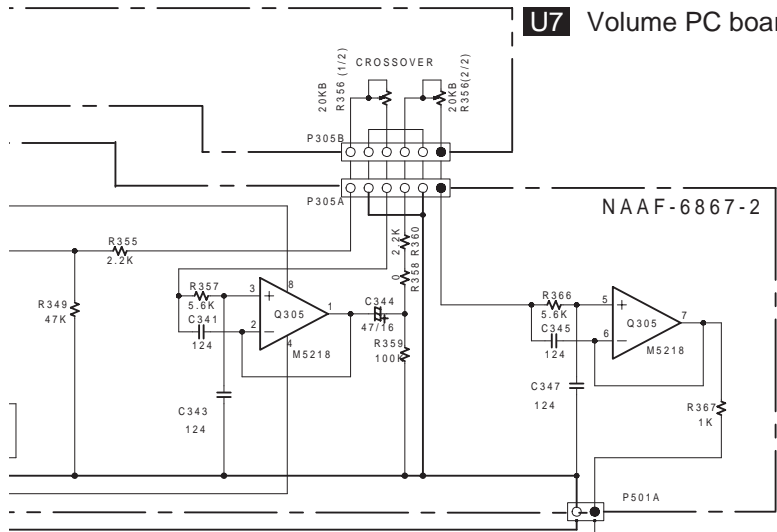 U7 Volume PC boar
CROSSOVER
20KB
R356 (1/2)
20KB
R356(2/2)
P305B
P305A
NAAF-6867-2
R355
2.2K
2.2K R360
0 R358
R349
47K
R357
5.6K
C341
124
3
2
8
4
1
Q305
M5218
C344
47/16
R359
100K
C343
124
R366
5.6K
C345
124
5
6
7
Q305
M5218
C347
124
R367
1K
P501A